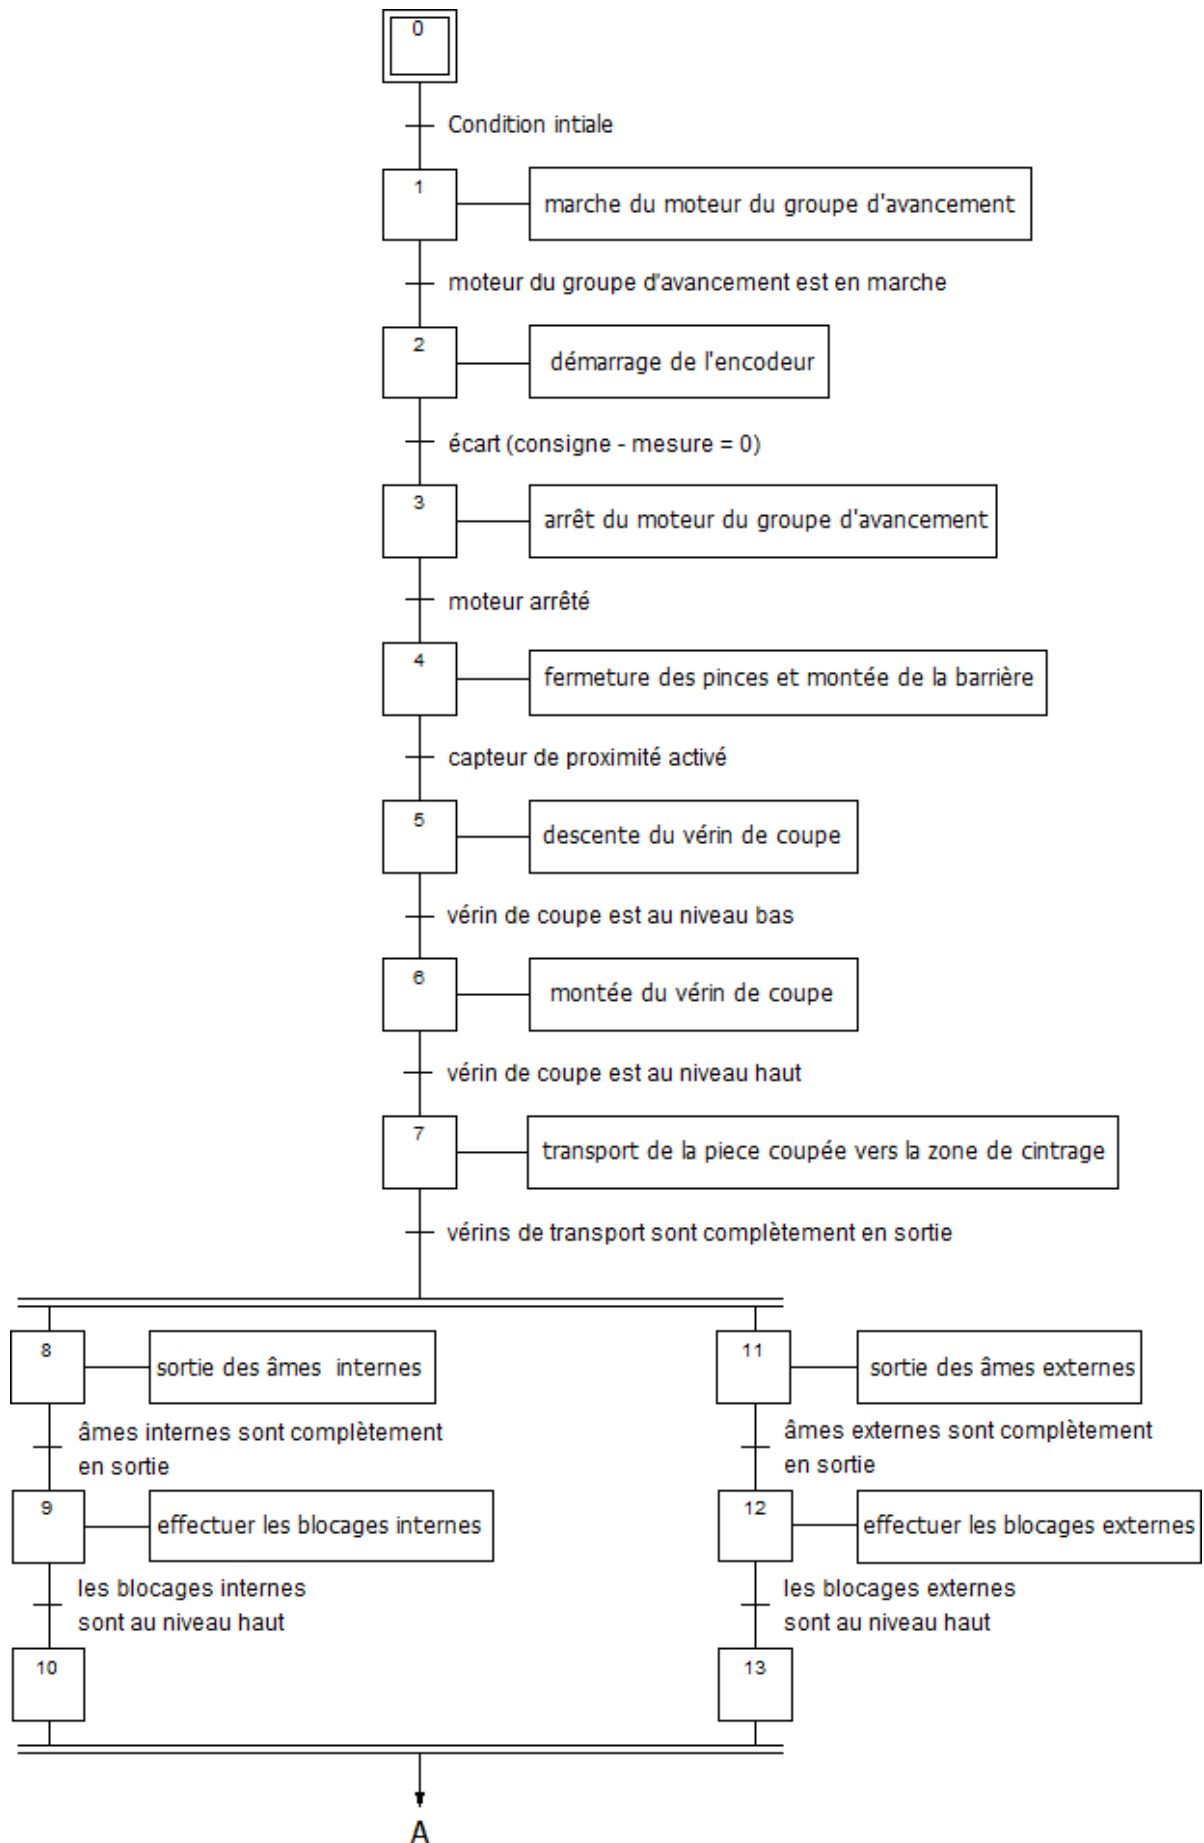 0
Condition intiale
1
marche du moteur du groupe d'avancement
moteur du groupe d'avancement est en marche
2
démarrage de l'encodeur
écart (consigne - mesure = 0)
3
arrêt du moteur du groupe d'avancement
moteur arrêté
4
fermeture des pinces et montée de la barrière
capteur de proximité activé
5
descente du vérin de coupe
vérin de coupe est au niveau bas
6
montée du vérin de coupe
vérin de coupe est au niveau haut
7
transport de la piece coupée vers la zone de cintrage
vérins de transport sont complètement en sortie
8
sortie des âmes internes
âmes internes sont complètement
en sortie
9
effectuer les blocages internes
les blocages internes
sont au niveau haut
10
11
sortie des âmes externes
âmes externes sont complètement
en sortie
12
effectuer les blocages externes
les blocages externes
sont au niveau haut
13
A